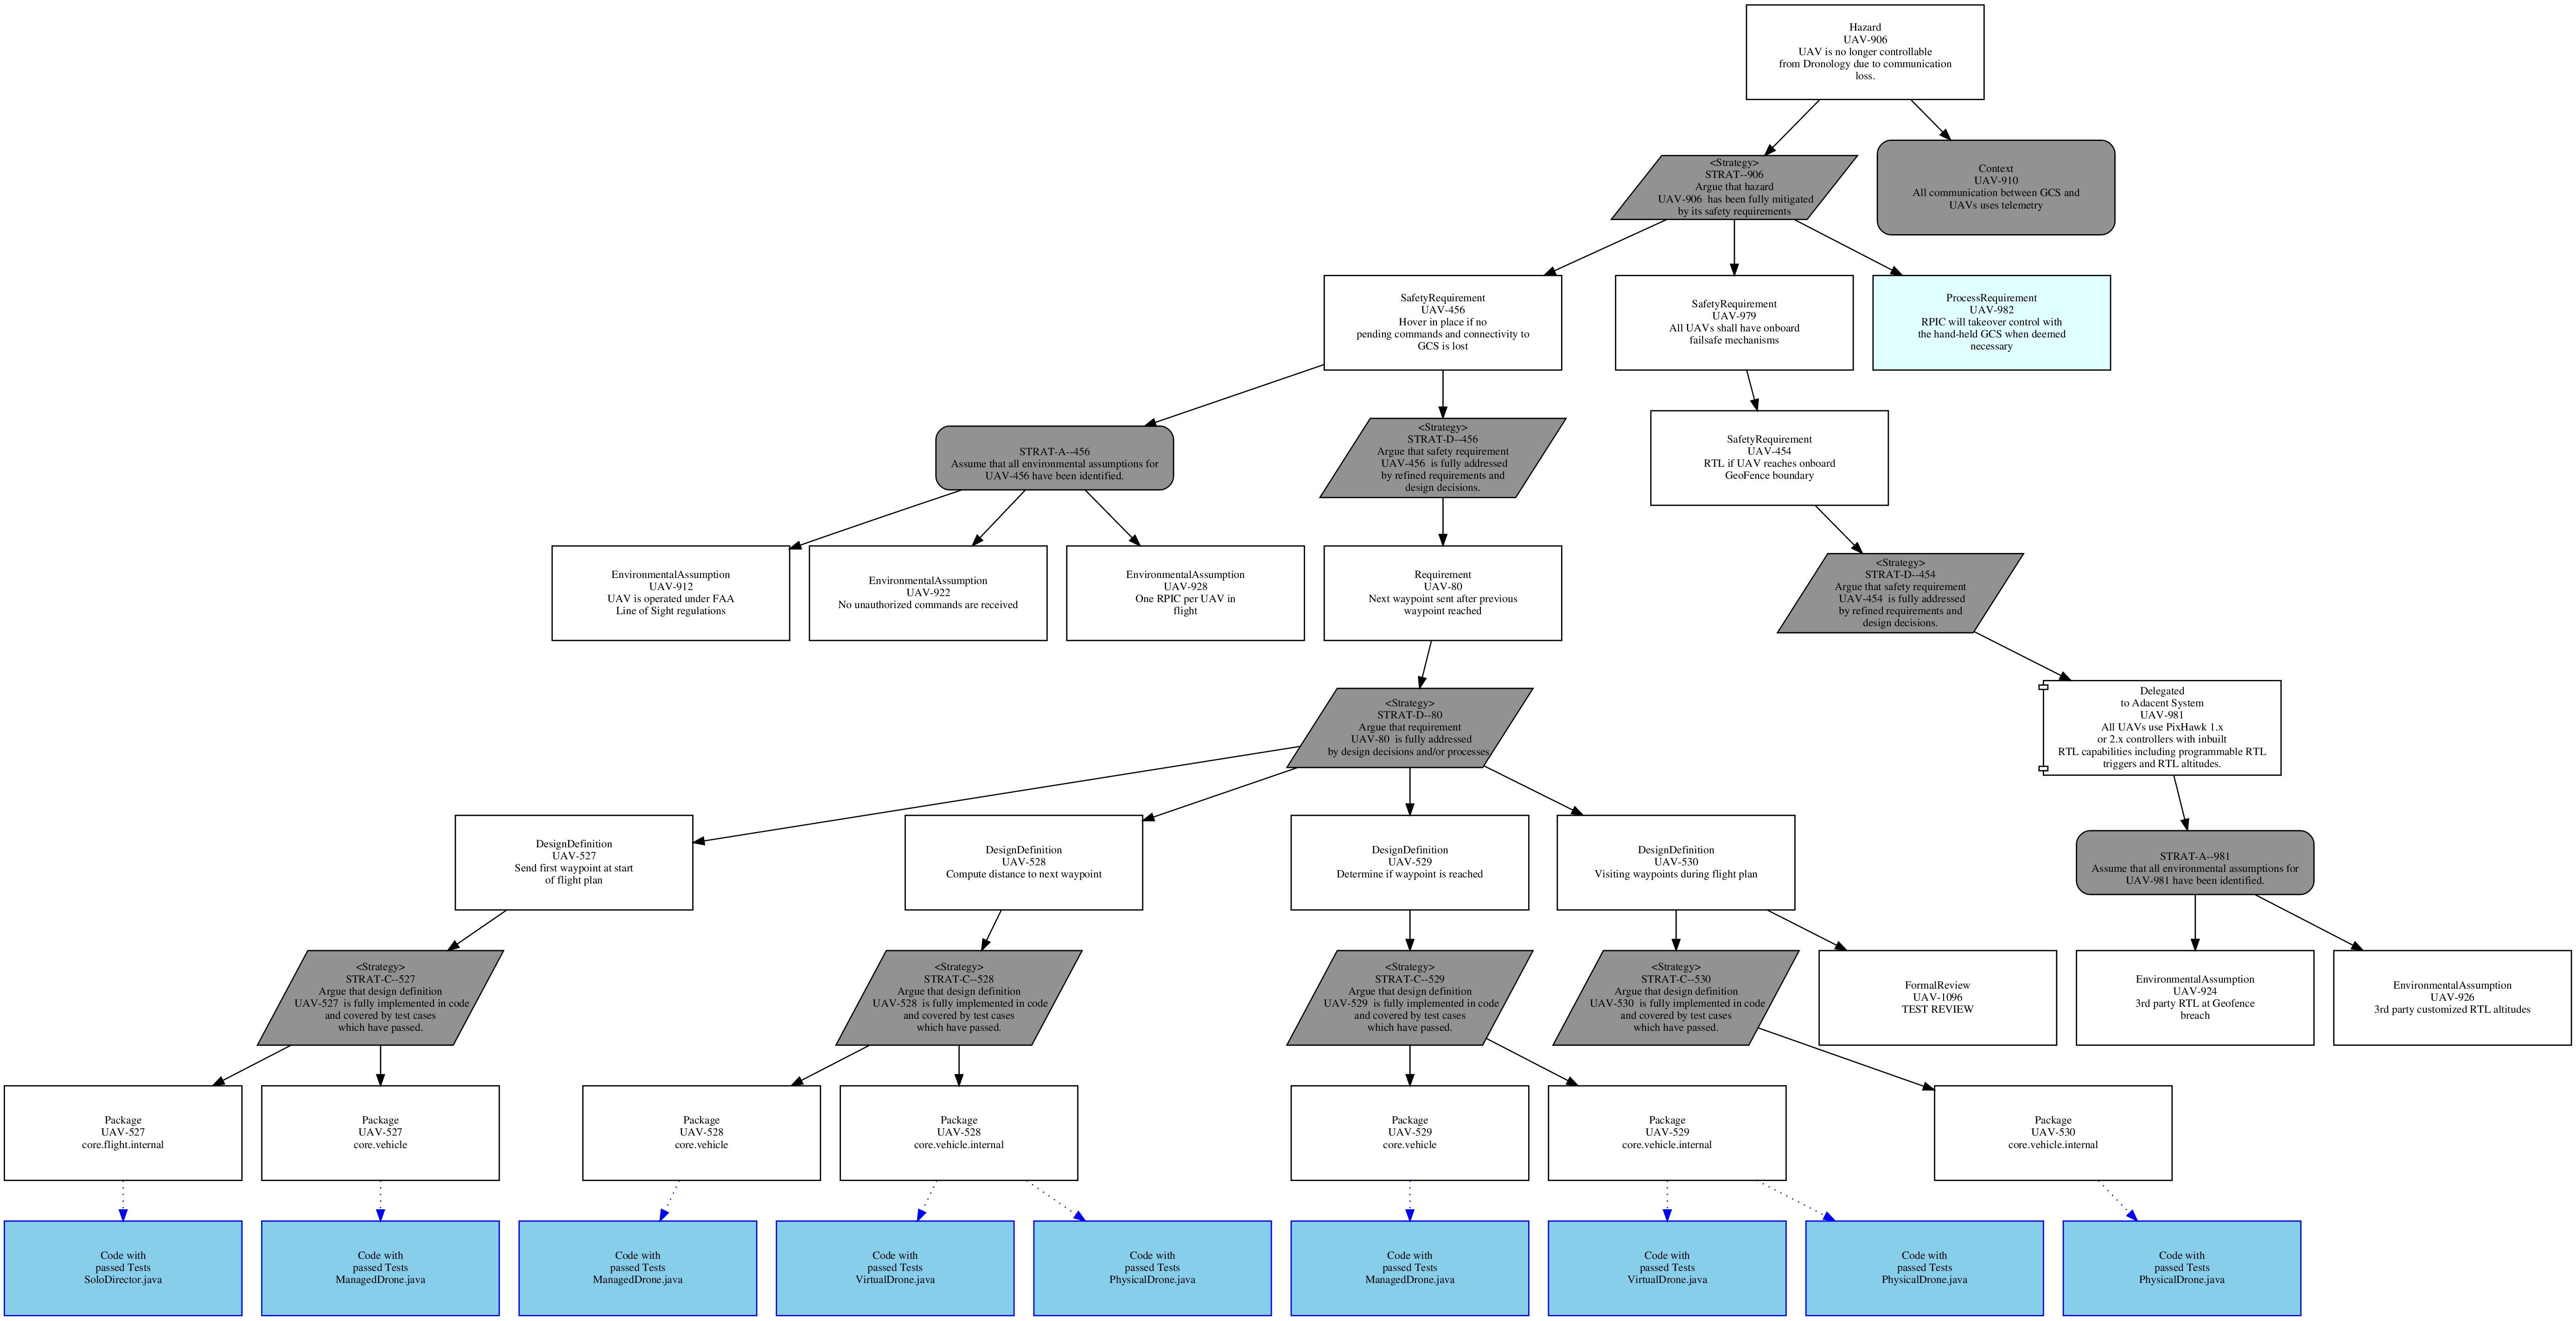 Hazard
UAV-906
UAV is no longer controllable
from Dronology due to communication
loss.
<Strategy>
STRAT--906
Argue that hazard
UAV-906 has been fully mitigated
by its safety requirements
Context
UAV-910
All communication between GCS and
UAVs uses telemetry
SafetyRequirement
UAV-456
Hover in place if no
pending commands and connectivity to
GCS is lost
SafetyRequirement
UAV-979
All UAVs shall have onboard
failsafe mechanisms
ProcessRequirement
UAV-982
RPIC will takeover control with
the hand-held GCS when deemed
necessary
STRAT-A--456
Assume that all environmental assumptions for
UAV-456 have been identified.
<Strategy>
STRAT-D--456
Argue that safety requirement
UAV-456 is fully addressed
by refined requirements and
design decisions.
SafetyRequirement
UAV-454
RTL if UAV reaches onboard
GeoFence boundary
EnvironmentalAssumption
UAV-912
UAV is operated under FAA
Line of Sight regulations
EnvironmentalAssumption
UAV-922
No unauthorized commands are received
EnvironmentalAssumption
UAV-928
One RPIC per UAV in
flight
Requirement
UAV-80
Next waypoint sent after previous
waypoint reached
<Strategy>
STRAT-D--454
Argue that safety requirement
UAV-454 is fully addressed
by refined requirements and
design decisions.
<Strategy>
STRAT-D--80
Argue that requirement
UAV-80 is fully addressed
by design decisions and/or processes
Delegated
to Adacent System
UAV-981
All UAVs use PixHawk 1.x
or 2.x controllers with inbuilt
RTL capabilities including programmable RTL
triggers and RTL altitudes.
DesignDefinition
UAV-527
Send first waypoint at start
of flight plan
DesignDefinition
UAV-528
Compute distance to next waypoint
DesignDefinition
UAV-529
Determine if waypoint is reached
DesignDefinition
UAV-530
Visiting waypoints during flight plan
STRAT-A--981
Assume that all environmental assumptions for
UAV-981 have been identified.
<Strategy>
STRAT-C--527
Argue that design definition
UAV-527 is fully implemented in code
and covered by test cases
which have passed.
<Strategy>
STRAT-C--528
Argue that design definition
UAV-528 is fully implemented in code
and covered by test cases
which have passed.
<Strategy>
STRAT-C--529
Argue that design definition
UAV-529 is fully implemented in code
and covered by test cases
which have passed.
<Strategy>
STRAT-C--530
Argue that design definition
UAV-530 is fully implemented in code
and covered by test cases
which have passed.
FormalReview
UAV-1096
TEST REVIEW
EnvironmentalAssumption
UAV-924
3rd party RTL at Geofence
breach
EnvironmentalAssumption
UAV-926
3rd party customized RTL altitudes
Package
UAV-527
core.flight.internal
Package
UAV-527
core.vehicle
Package
UAV-528
core.vehicle
Package
UAV-528
core.vehicle.internal
Package
UAV-529
core.vehicle
Package
UAV-529
core.vehicle.internal
Package
UAV-530
core.vehicle.internal
Code with
passed Tests
SoloDirector.java
Code with
passed Tests
ManagedDrone.java
Code with
passed Tests
ManagedDrone.java
Code with
passed Tests
VirtualDrone.java
Code with
passed Tests
PhysicalDrone.java
Code with
passed Tests
ManagedDrone.java
Code with
passed Tests
VirtualDrone.java
Code with
passed Tests
PhysicalDrone.java
Code with
passed Tests
PhysicalDrone.java